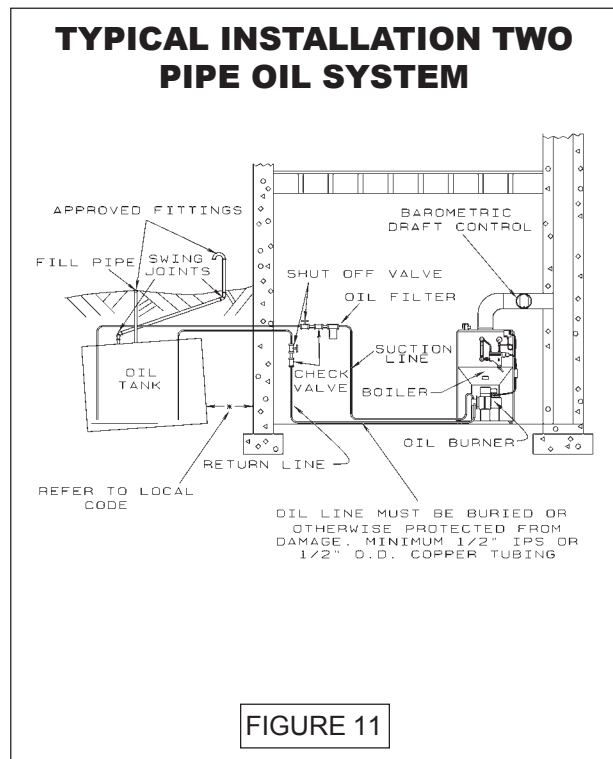 TYPICAL INSTALLATION TWO
PIPE OIL SYSTEM
APPROVED FITTINGS
FILL PIPE
SWING
JOINTS
BAROMETRIC
DRAFT CONTROL
SHUT OFF VALVE
OIL FILTER
OIL
TANK
SUCTION
LINE
CHECK
VALVE
BOILER
OIL BURNER
RETURN LINE
REFER TO LOCAL
CODE
OIL LINE MUST BE BURIED OR
OTHERWISE PROTECTED FROM
DAMAGE. MINIMUM 1/2" IPS OR
1/2" O.D. COPPER TUBING
FIGURE 11